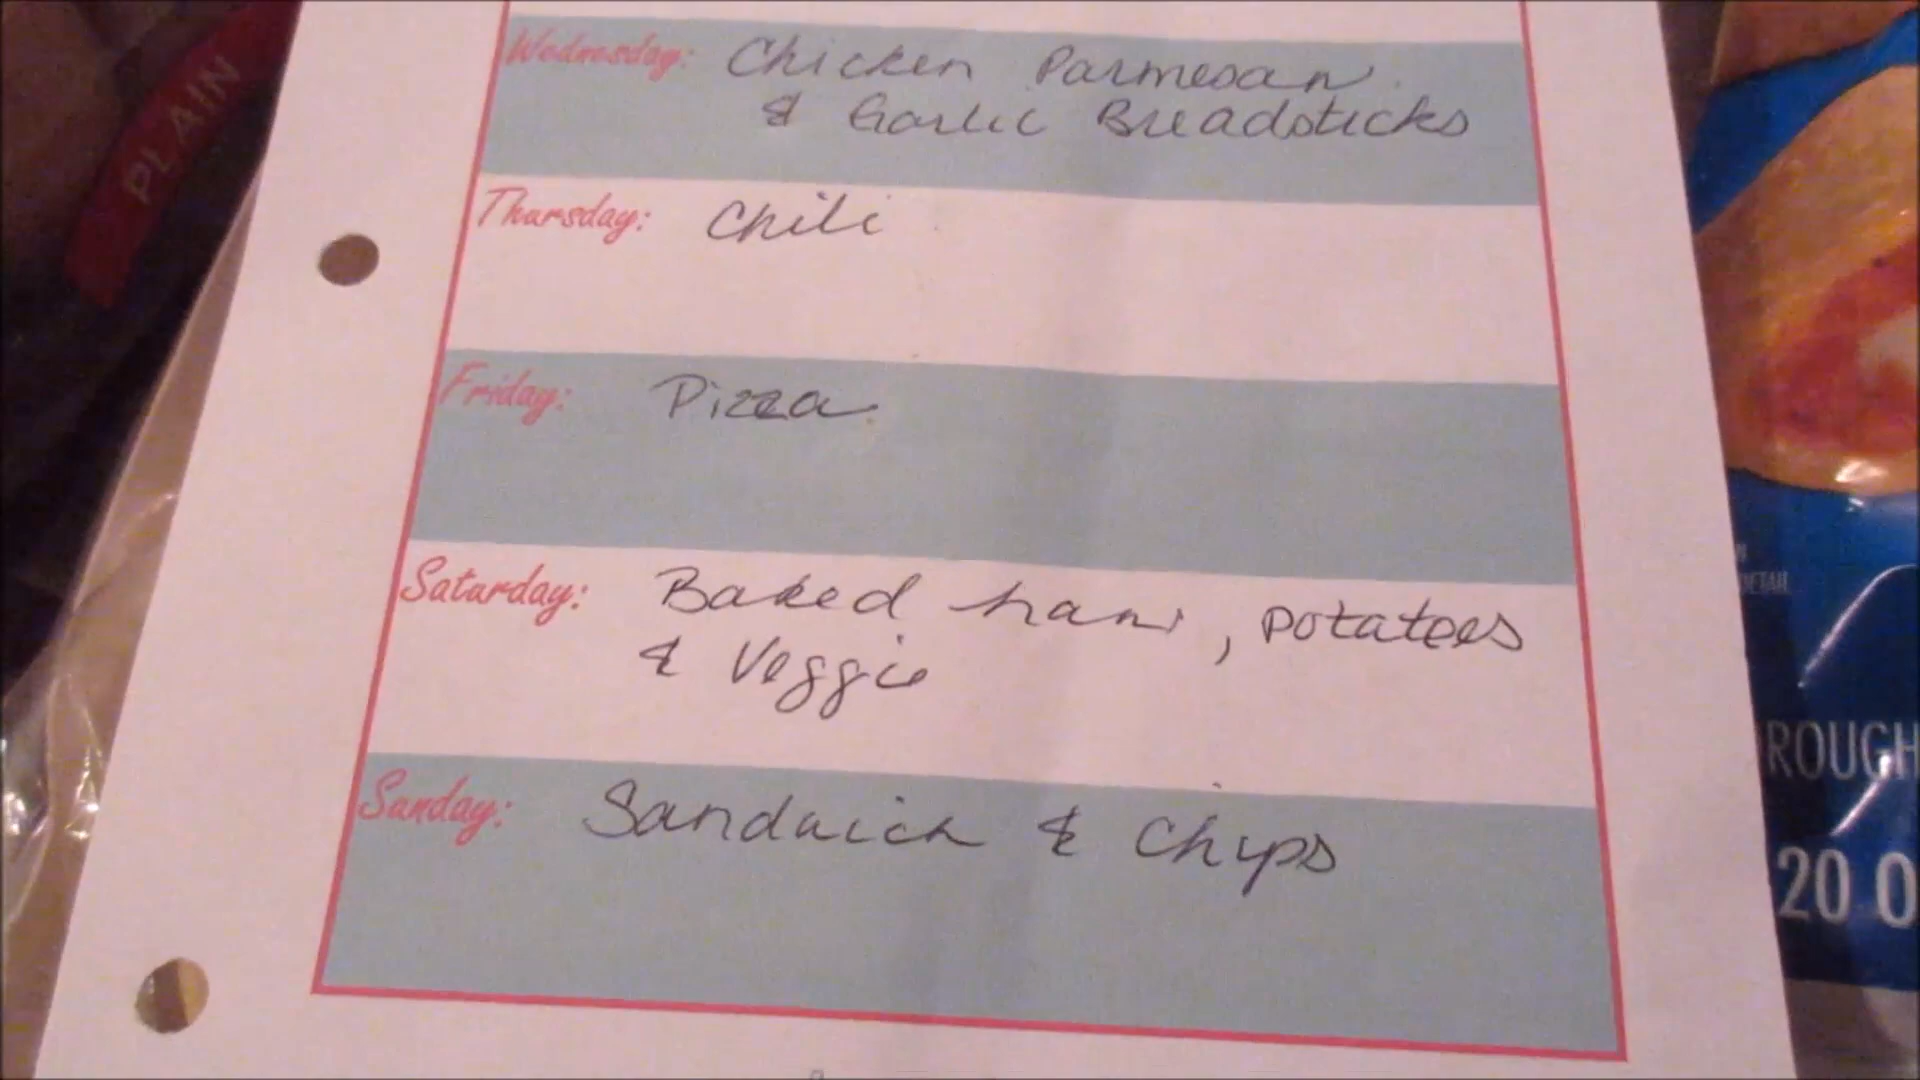 Wednesday: Chicken Parmesan
& Garlic Breadsticks
Thursday: Chili
Friday: Pizza
Saturday: Baked ham, potatoes
& Veggie
Sunday: Sandwich & Chips
PLAIN
ROUGH
20 O